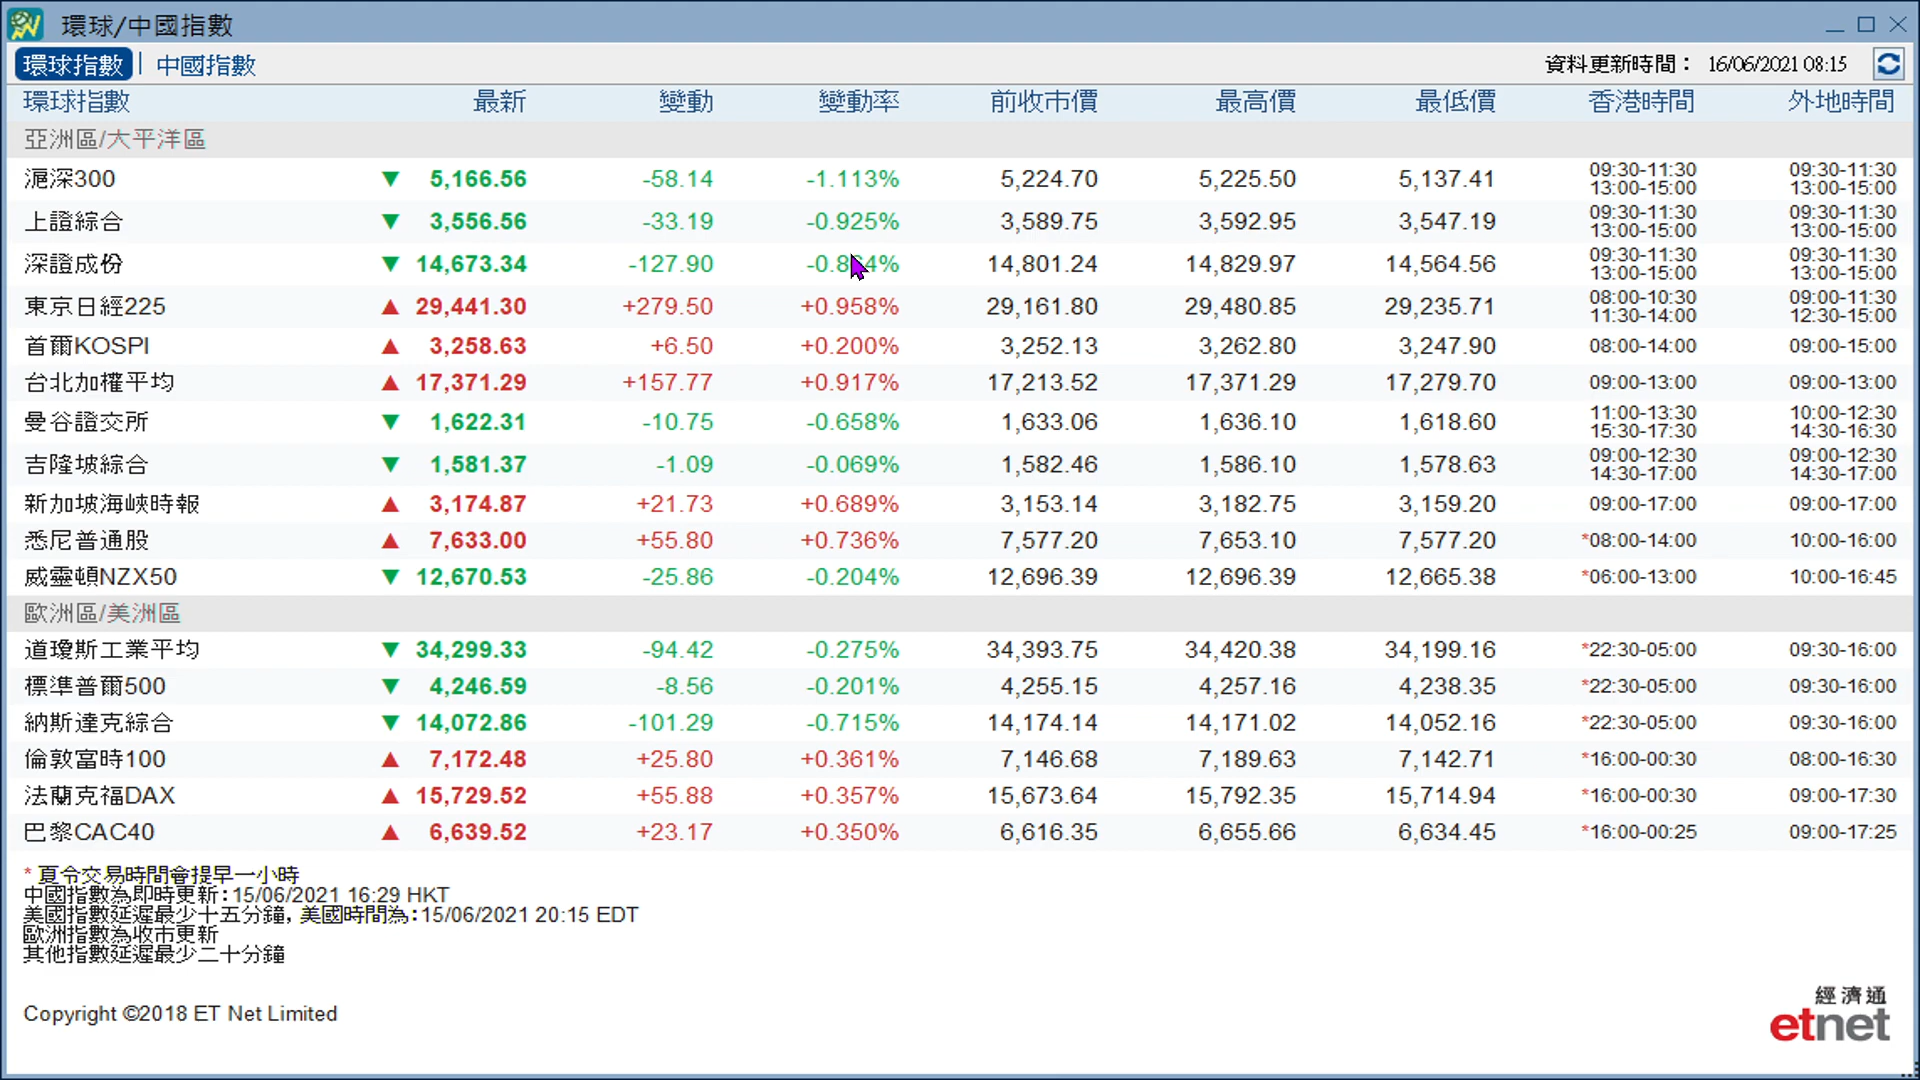 環球/中國指數
環球指數 | 中國指數 資料更新時間： 16/06/2021 08:15
環球指數 最新 變動 變動率 前收市價 最高價 最低價 香港時間 外地時間
亞洲區/大平洋區
滬深300 ▼ 5,166.56 -58.14 -1.113% 5,224.70 5,225.50 5,137.41 09:30-11:30 13:00-15:00 09:30-11:30 13:00-15:00
上證綜合 ▼ 3,556.56 -33.19 -0.925% 3,589.75 3,592.95 3,547.19 09:30-11:30 13:00-15:00 09:30-11:30 13:00-15:00
深證成份 ▼ 14,673.34 -127.90 14,801.24 14,829.97 14,564.56 09:30-11:30 13:00-15:00 09:30-11:30 13:00-15:00
東京日經225 ▲ 29,441.30 +279.50 +0.958% 29,161.80 29,480.85 29,235.71 08:00-10:30 11:30-14:00 09:00-11:30 12:30-15:00
首爾KOSPI ▲ 3,258.63 +6.50 +0.200% 3,252.13 3,262.80 3,247.90 08:00-14:00 09:00-15:00
台北加權平均 ▲ 17,371.29 +157.77 +0.917% 17,213.52 17,371.29 17,279.70 09:00-13:00 09:00-13:00
曼谷證交所 ▼ 1,622.31 -10.75 -0.658% 1,633.06 1,636.10 1,618.60 11:00-13:30 15:30-17:30 10:00-12:30 14:30-16:30
吉隆坡綜合 ▼ 1,581.37 -1.09 -0.069% 1,582.46 1,586.10 1,578.63 09:00-12:30 14:30-17:00 09:00-12:30 14:30-17:00
新加坡海峽時報 ▲ 3,174.87 +21.73 +0.689% 3,153.14 3,182.75 3,159.20 09:00-17:00 09:00-17:00
悉尼普通股 ▲ 7,633.00 +55.80 +0.736% 7,577.20 7,653.10 7,577.20 *08:00-14:00 10:00-16:00
威靈頓NZX50 ▼ 12,670.53 -25.86 -0.204% 12,696.39 12,696.39 12,665.38 *06:00-13:00 10:00-16:45
歐洲區/美洲區
道瓊斯工業平均 ▼ 34,299.33 -94.42 -0.275% 34,393.75 34,420.38 34,199.16 *22:30-05:00 09:30-16:00
標準普爾500 ▼ 4,246.59 -8.56 -0.201% 4,255.15 4,257.16 4,238.35 *22:30-05:00 09:30-16:00
納斯達克綜合 ▼ 14,072.86 -101.29 -0.715% 14,174.14 14,171.02 14,052.16 *22:30-05:00 09:30-16:00
倫敦富時100 ▲ 7,172.48 +25.80 +0.361% 7,146.68 7,189.63 7,142.71 *16:00-00:30 08:00-16:30
法蘭克福DAX ▲ 15,729.52 +55.88 +0.357% 15,673.64 15,792.35 15,714.94 *16:00-00:30 09:00-17:30
巴黎CAC40 ▲ 6,639.52 +23.17 +0.350% 6,616.35 6,655.66 6,634.45 *16:00-00:25 09:00-17:25
* 夏令交易時間會提早一小時
中國指數為即時更新:15/06/2021 16:29 HKT
美國指數延遲最少十五分鐘, 美國時間為:15/06/2021 20:15 EDT
歐洲指數為收市更新
其他指數延遲最少二十分鐘
Copyright ©2018 ET Net Limited
經濟通
etnet